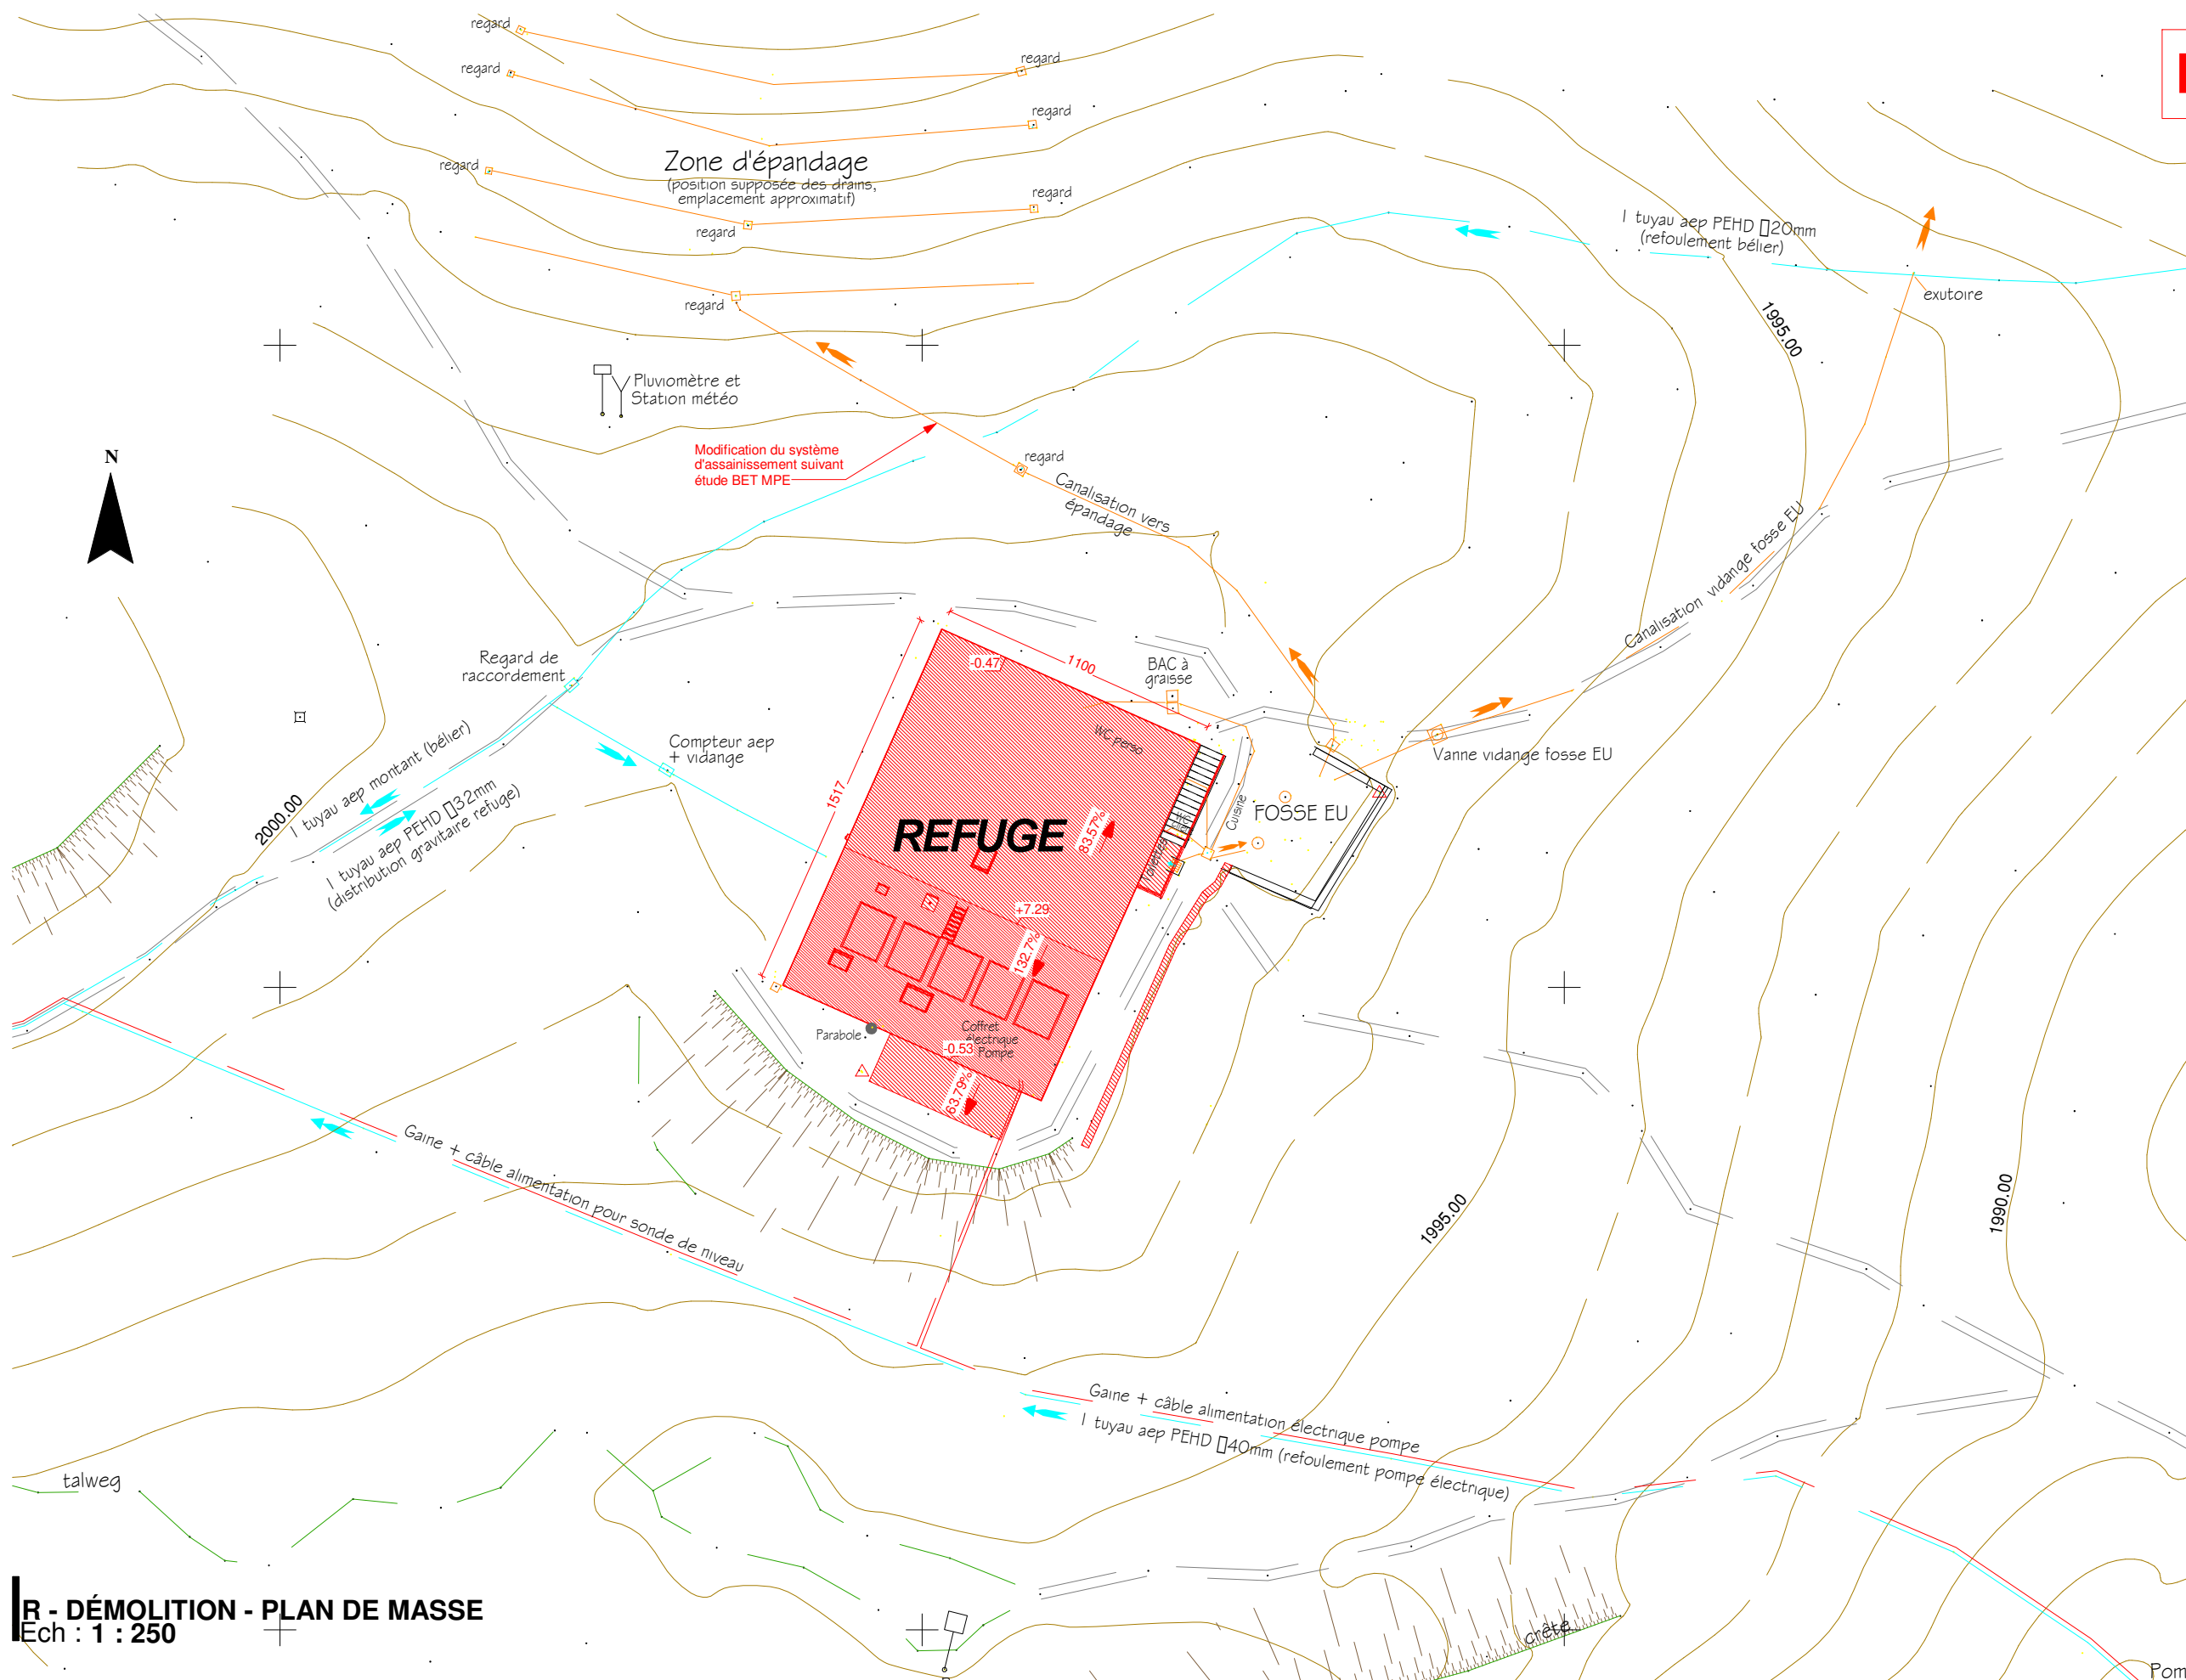 regard
regard
regard
regard
Zone d'épandage
(position supposée des drains,
emplacement approximatif)
regard
regard
regard
regard
1 tuyau aep PEHD ▯20mm
(refoulement bélier)
exutoire
1995.00
Pluviomètre et
Station météo
N
Modification du système
d'assainissement suivant
étude BET MPE
regard
Canalisation vers
épandage
Canalisation vidange fosse EU
Regard de
raccordement
-0.47
1100
BAC à
graisse
WC perso
Compteur aep
+ vidange
Vanne vidange fosse EU
1 tuyau aep montant (bélier)
2000.00
1 tuyau aep PEHD ▯32mm
(distribution gravitaire refuge)
1517
REFUGE
83.57%
Cuisine
FOSSE EU
Toilettes
+7.29
132.7%
Parabole
Coffret
électrique
Pompe
-0.53
63.79%
Gaine + câble alimentation pour sonde de niveau
1995.00
1990.00
Gaine + câble alimentation électrique pompe
1 tuyau aep PEHD ▯40mm (refoulement pompe électrique)
talweg
R - DÉMOLITION - PLAN DE MASSE
Ech : 1 : 250
crête
Pom